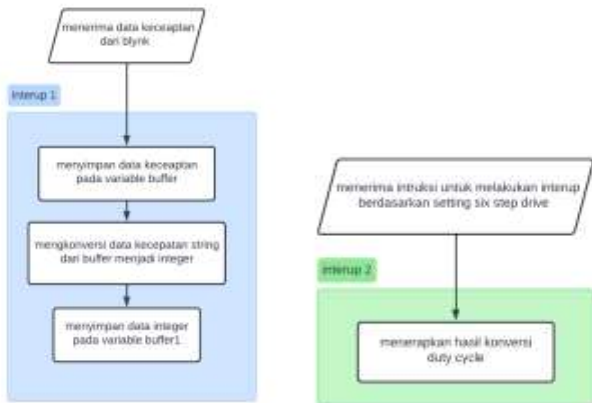 menerima data keceaptan
dari blynk
Interup 1
menyimpan data keceaptan
pada variable buffer
mengkonversi data kecepatan string
dari buffer menjadi integer
menyimpan data integer
pada variable buffer1
menerima intruksi untuk melakukan interup
berdasarkan setting six step drive
interup 2
menerapkan hasil konversi
duty cycle